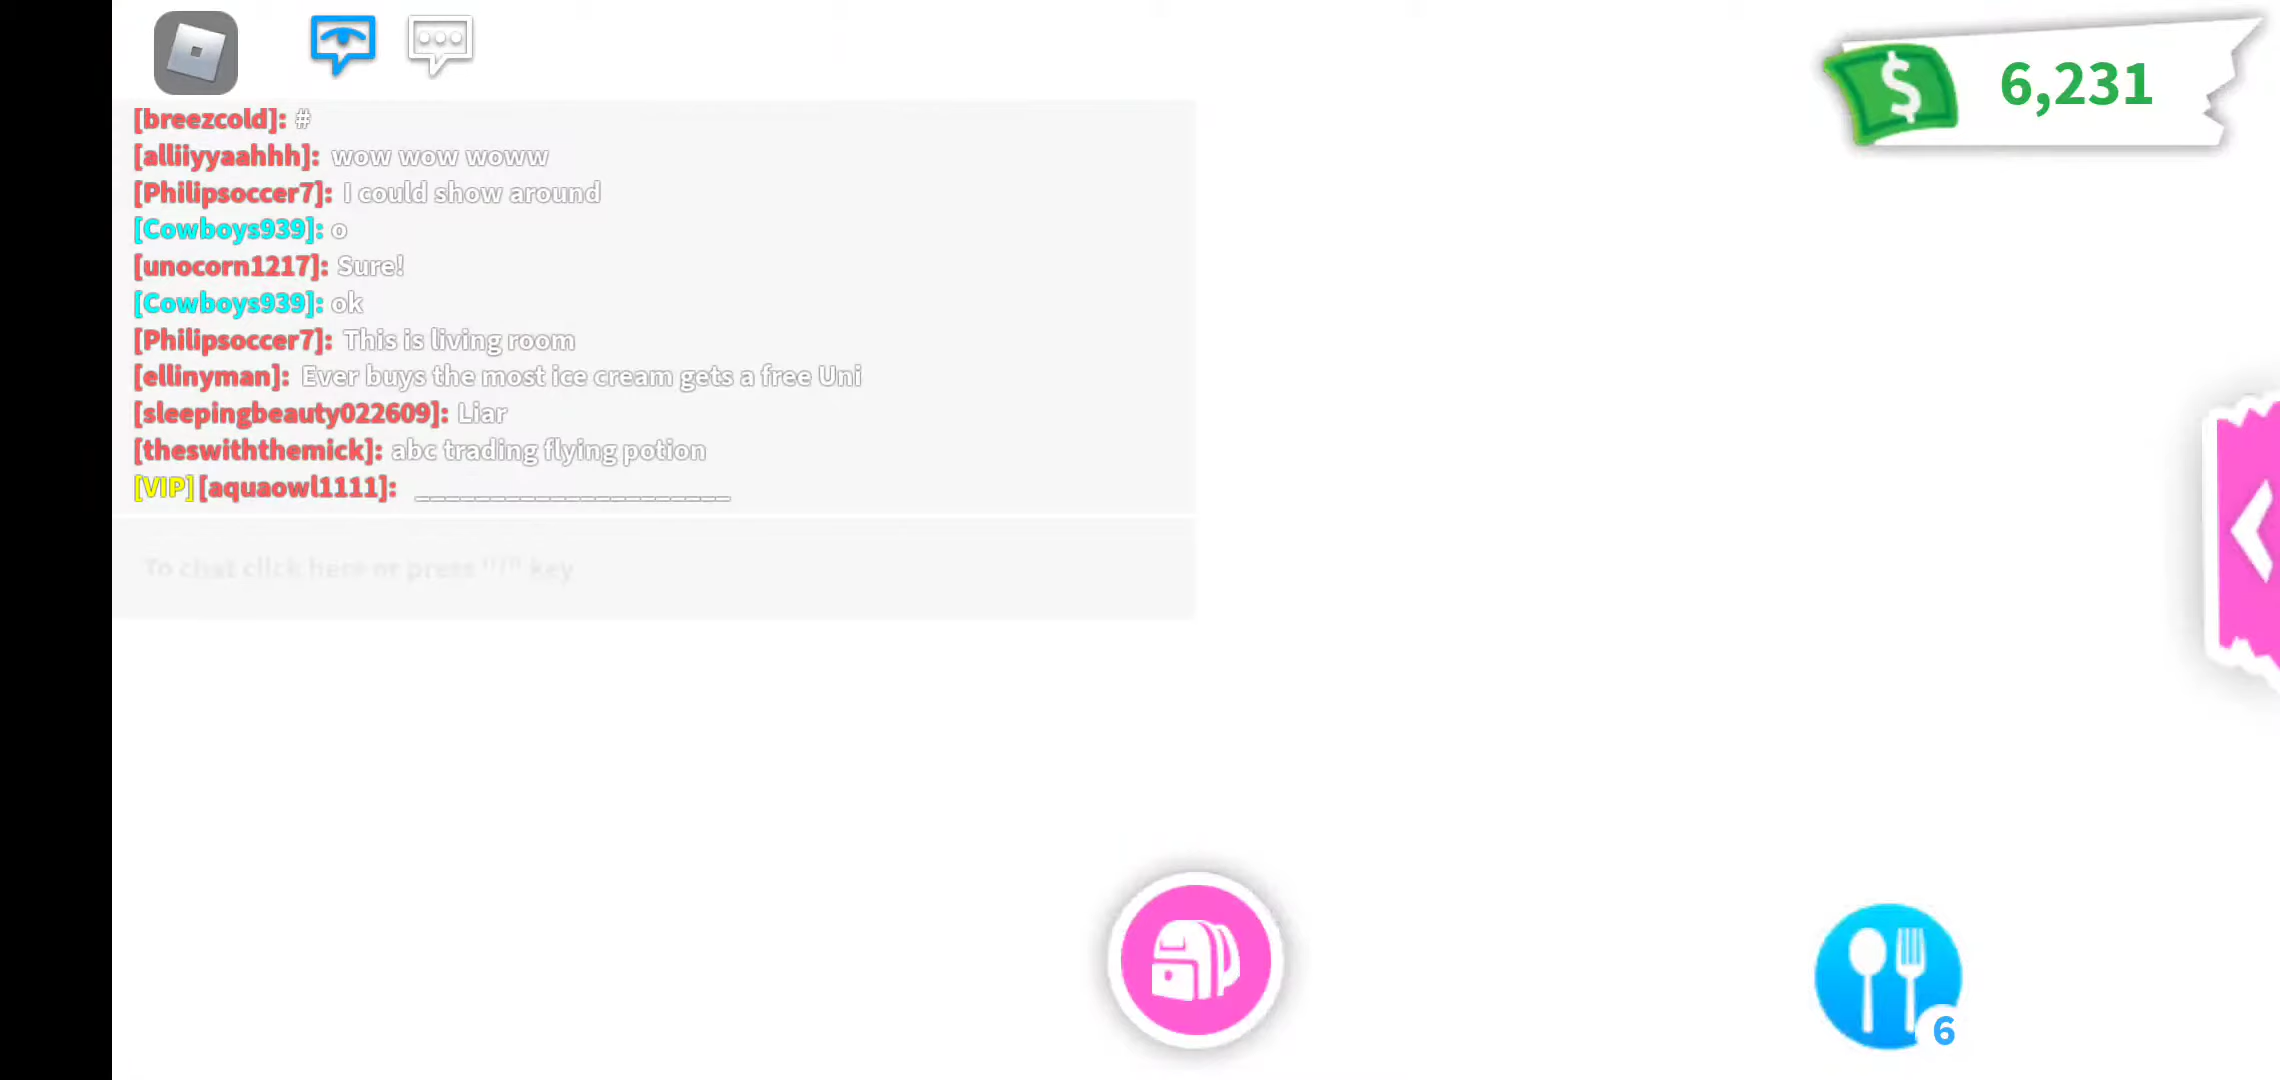 6,231
[breezcold]: #
[alliiyyaahhh]: wow wow woww
[Philipsoccer7]: I could show around
[Cowboys939]: o
[unocorn1217]: Sure!
[Cowboys939]: ok
[Philipsoccer7]: This is living room
[ellinyman]: Ever buys the most ice cream gets a free Uni
[sleepingbeauty022609]: Liar
[theswiththemick]: abc trading flying potion
[VIP][aquaowl1111]: _____________________
To chat click here or press "/" key
6